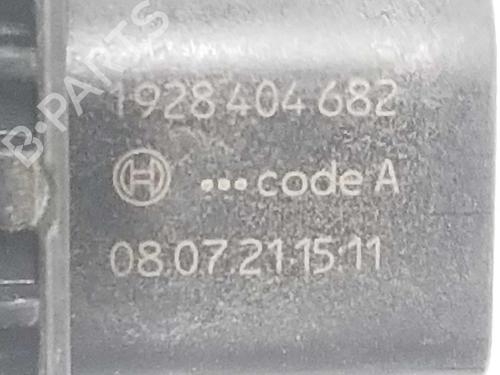 B-PARTS
1928 404 682
•••code A
08.07.21-15:11